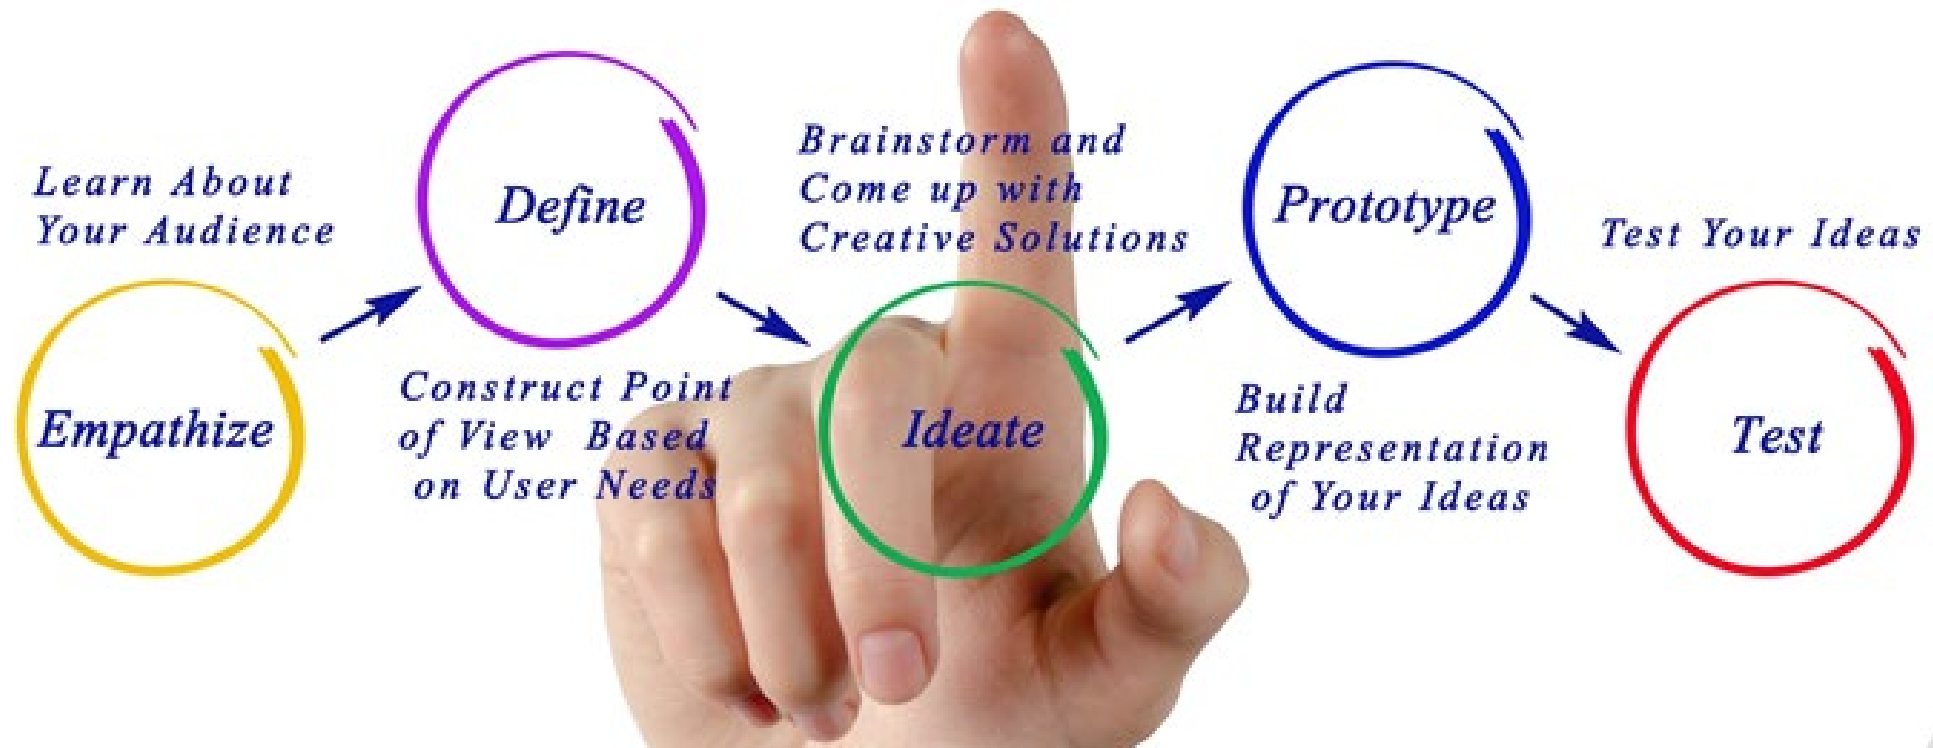 Learn About
Your Audience
Empathize
Define
Construct Point
of View Based
on User Needs
Brainstorm and
Come up with
Creative Solutions
Ideate
Prototype
Build
Representation
of Your Ideas
Test Your Ideas
Test